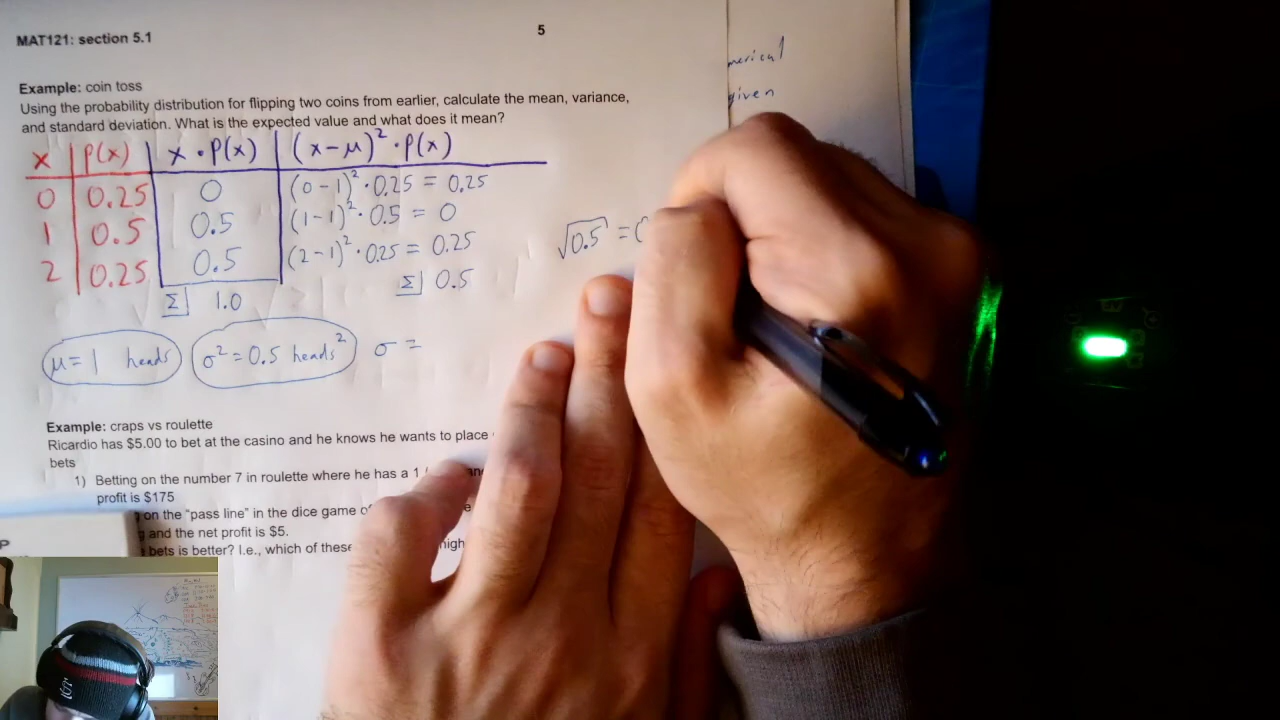 MAT121: section 5.1
5
merical
given
Example: coin toss
Using the probability distribution for flipping two coins from earlier, calculate the mean, variance,
and standard deviation. What is the expected value and what does it mean?
x P(x) x • P(x) (x-μ)² • P(x)
0 0.25 0 (0-1)² • 0.25 = 0.25
1 0.5 0.5 (1-1)² • 0.5 = 0
2 0.25 0.5 (2-1)² • 0.25 = 0.25
Σ 1.0 Σ 0.5
√0.5 = 0
μ = 1 heads σ² = 0.5 heads² σ =
Example: craps vs roulette
Ricardio has $5.00 to bet at the casino and he knows he wants to place
bets
1) Betting on the number 7 in roulette where he has a 1
profit is $175
on the "pass line" in the dice game
and the net profit is $5.
bets is better? I.e., which of these high